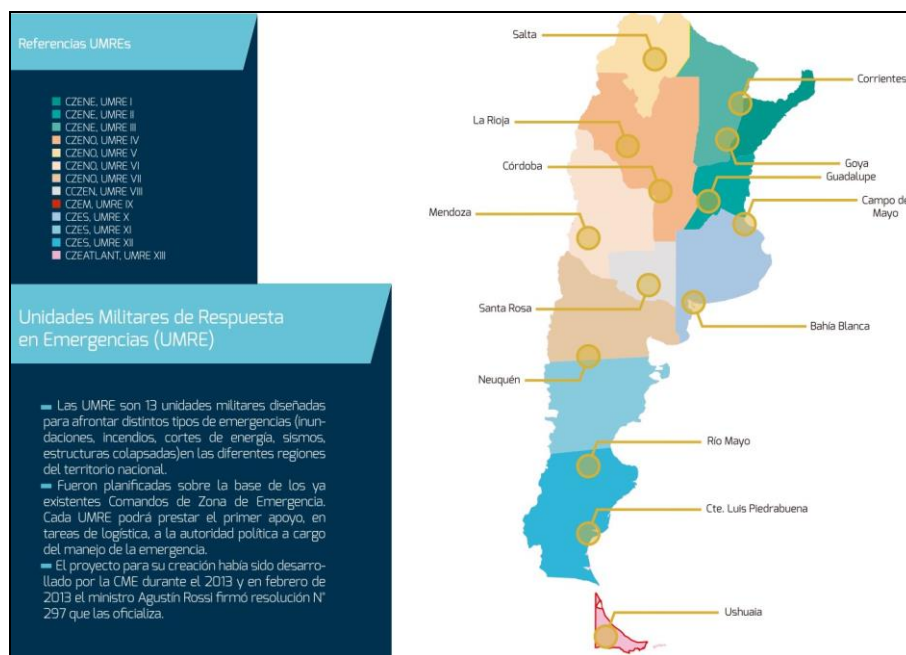 Referencias UMREs
CZENE, UMRE I
CZENE, UMRE II
CZENE, UMRE III
CZENO, UMRE IV
CZENO, UMRE V
CZENO, UMRE VI
CZENO, UMRE VII
CCZEN, UMRE VIII
CZEM, UMRE IX
CZES, UMRE X
CZES, UMRE XI
CZES, UMRE XII
CZEATLANT, UMRE XIII
Unidades Militares de Respuesta
en Emergencias (UMRE)
Las UMRE son 13 unidades militares diseñadas
para afrontar distintos tipos de emergencias (inun-
daciones, incendios, cortes de energía, sismos,
estructuras colapsadas)en las diferentes regiones
del territorio nacional.
Fueron planificadas sobre la base de los ya
existentes Comandos de Zona de Emergencia.
Cada UMRE podrá prestar el primer apoyo, en
tareas de logística, a la autoridad política a cargo
del manejo de la emergencia.
El proyecto para su creación había sido desarro-
llado por la CME durante el 2013 y en febrero de
2013 el ministro Agustín Rossi firmó resolución N°
297 que las oficializa.
Salta
Corrientes
La Rioja
Goya
Córdoba
Guadalupe
Campo de
Mayo
Mendoza
Santa Rosa
Bahía Blanca
Neuquén
Río Mayo
Cte. Luis Piedrabuena
Ushuaia